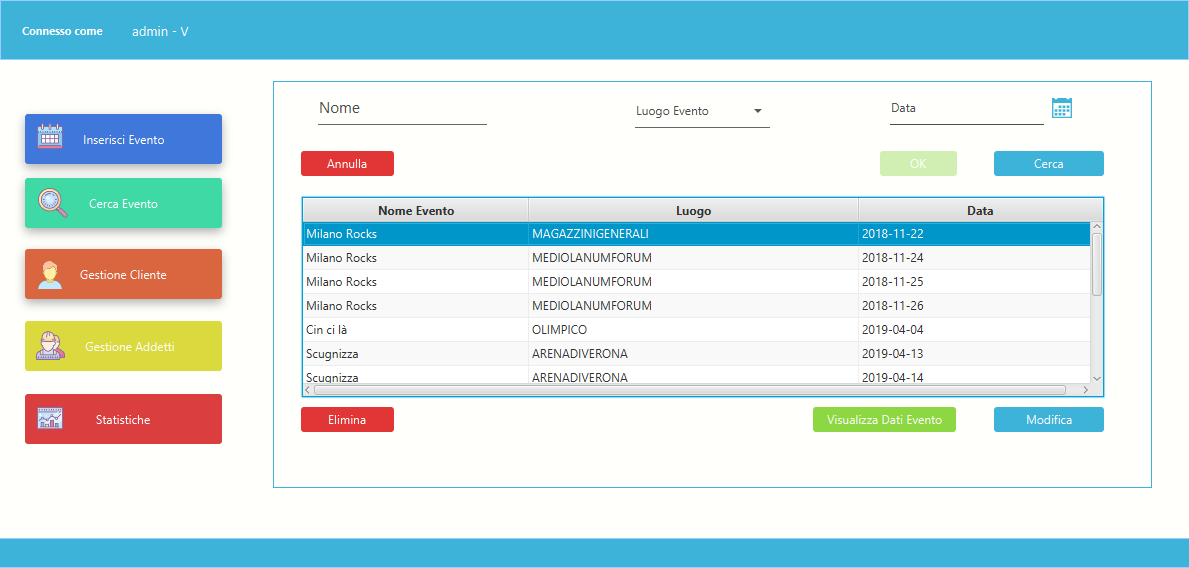 Connesso come admin - V
Inserisci Evento
Cerca Evento
Gestione Cliente
Gestione Addetti
Statistiche
Nome Luogo Evento Data
Annulla OK Cerca
Nome Evento Luogo Data
Milano Rocks MAGAZZINIGENERALI 2018-11-22
Milano Rocks MEDIOLANUMFORUM 2018-11-24
Milano Rocks MEDIOLANUMFORUM 2018-11-25
Milano Rocks MEDIOLANUMFORUM 2018-11-26
Cin ci là OLIMPICO 2019-04-04
Scugnizza ARENADIVERONA 2019-04-13
Scugnizza ARENADIVERONA 2019-04-14
Elimina Visualizza Dati Evento Modifica